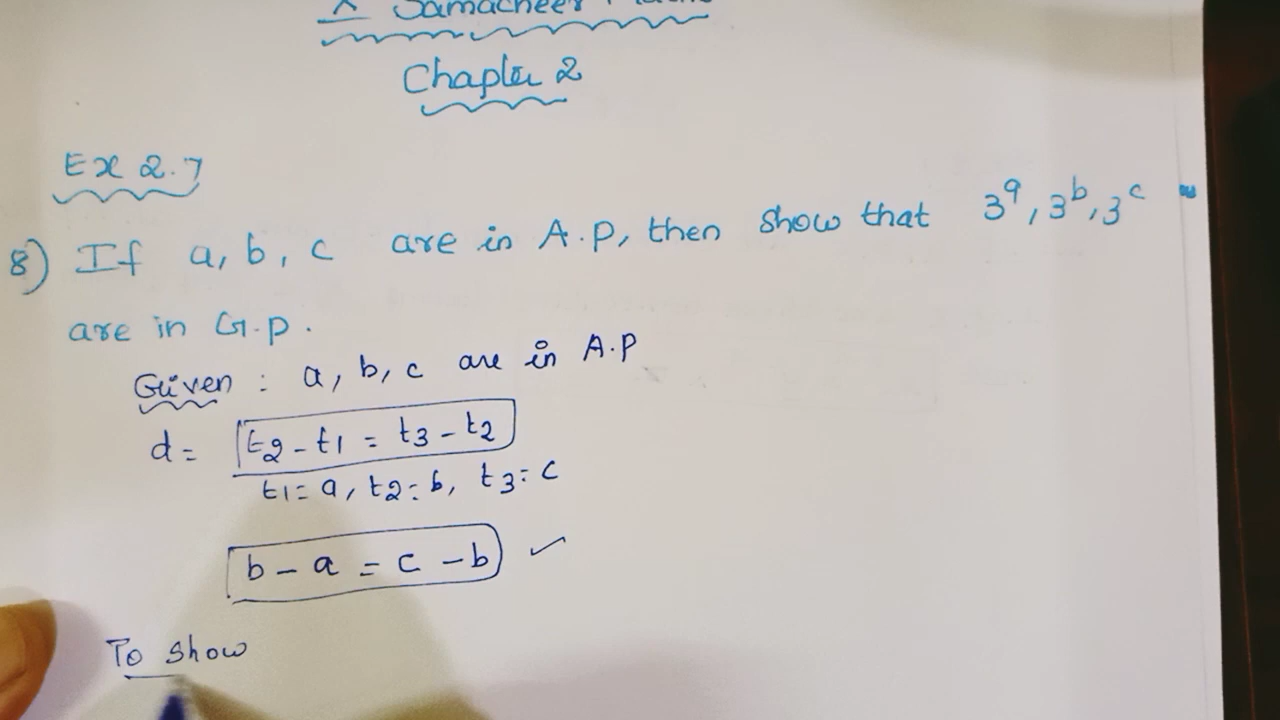 X Samacheer
Chapter 2
Ex 2.7
8) If a, b, c are in A.P, then show that 3^a, 3^b, 3^c
are in G.P.
Given : a, b, c are in A.P
d = t2 - t1 = t3 - t2
t1 = a, t2 = b, t3 = c
b - a = c - b ✓
To show